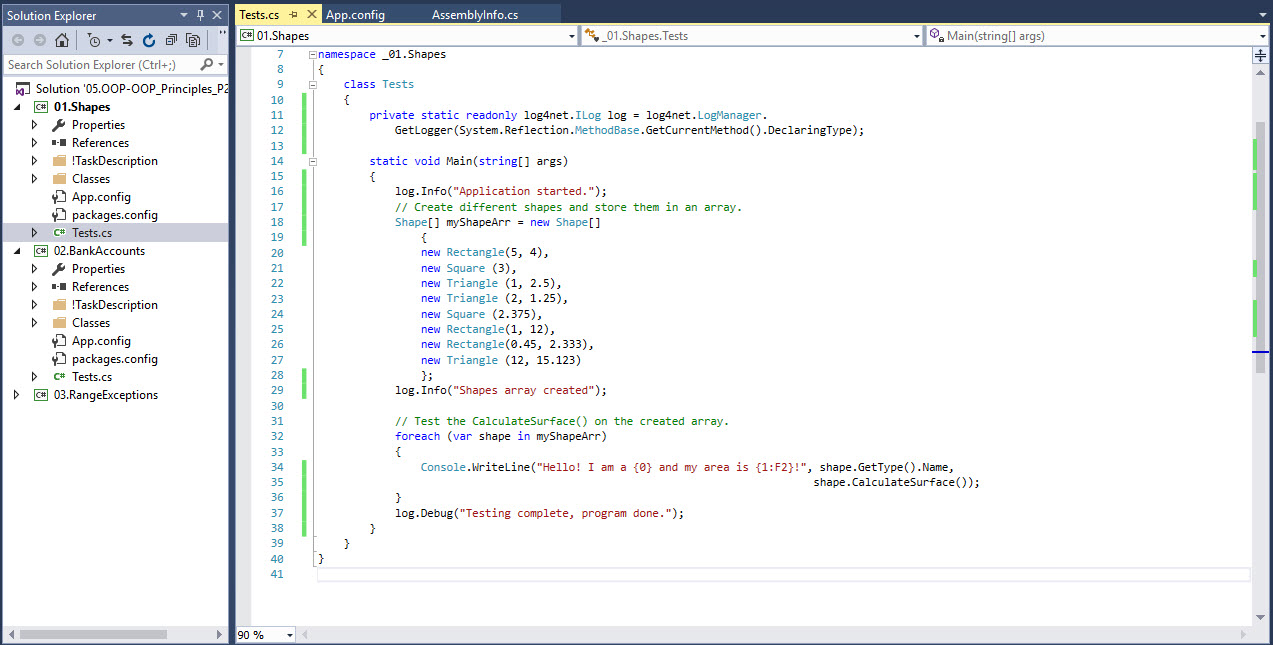 Solution Explorer
Search Solution Explorer (Ctrl+;)
Solution '05.OOP-OOP_Principles_P2
C# 01.Shapes
Properties
References
!TaskDescription
Classes
App.config
packages.config
C# Tests.cs
C# 02.BankAccounts
Properties
References
!TaskDescription
Classes
App.config
packages.config
C# Tests.cs
C# 03.RangeExceptions
Tests.cs App.config AssemblyInfo.cs
C# 01.Shapes _01.Shapes.Tests Main(string[] args)
7 namespace _01.Shapes
8 {
9 class Tests
10 {
11 private static readonly log4net.ILog log = log4net.LogManager.
12 GetLogger(System.Reflection.MethodBase.GetCurrentMethod().DeclaringType);
13
14 static void Main(string[] args)
15 {
16 log.Info("Application started.");
17 // Create different shapes and store them in an array.
18 Shape[] myShapeArr = new Shape[]
19 {
20 new Rectangle(5, 4),
21 new Square (3),
22 new Triangle (1, 2.5),
23 new Triangle (2, 1.25),
24 new Square (2.375),
25 new Rectangle(1, 12),
26 new Rectangle(0.45, 2.333),
27 new Triangle (12, 15.123)
28 };
29 log.Info("Shapes array created");
30
31 // Test the CalculateSurface() on the created array.
32 foreach (var shape in myShapeArr)
33 {
34 Console.WriteLine("Hello! I am a {0} and my area is {1:F2}!", shape.GetType().Name,
35 shape.CalculateSurface());
36 }
37 log.Debug("Testing complete, program done.");
38 }
39 }
40 }
41
90 %